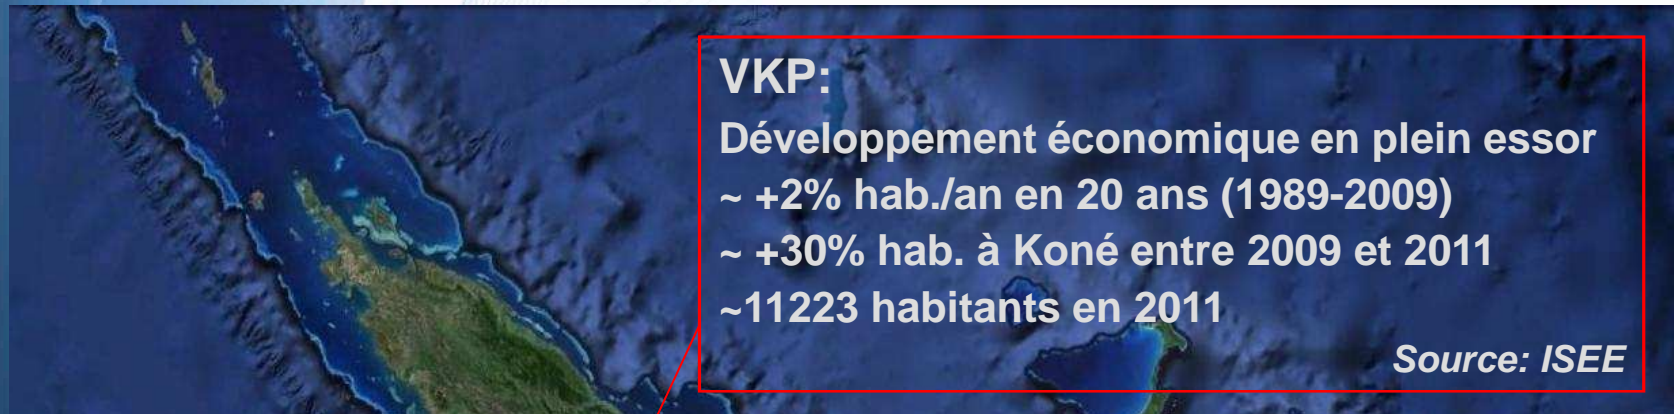 VKP:
Développement économique en plein essor
~ +2% hab./an en 20 ans (1989-2009)
~ +30% hab. à Koné entre 2009 et 2011
~11223 habitants en 2011
Source: ISEE